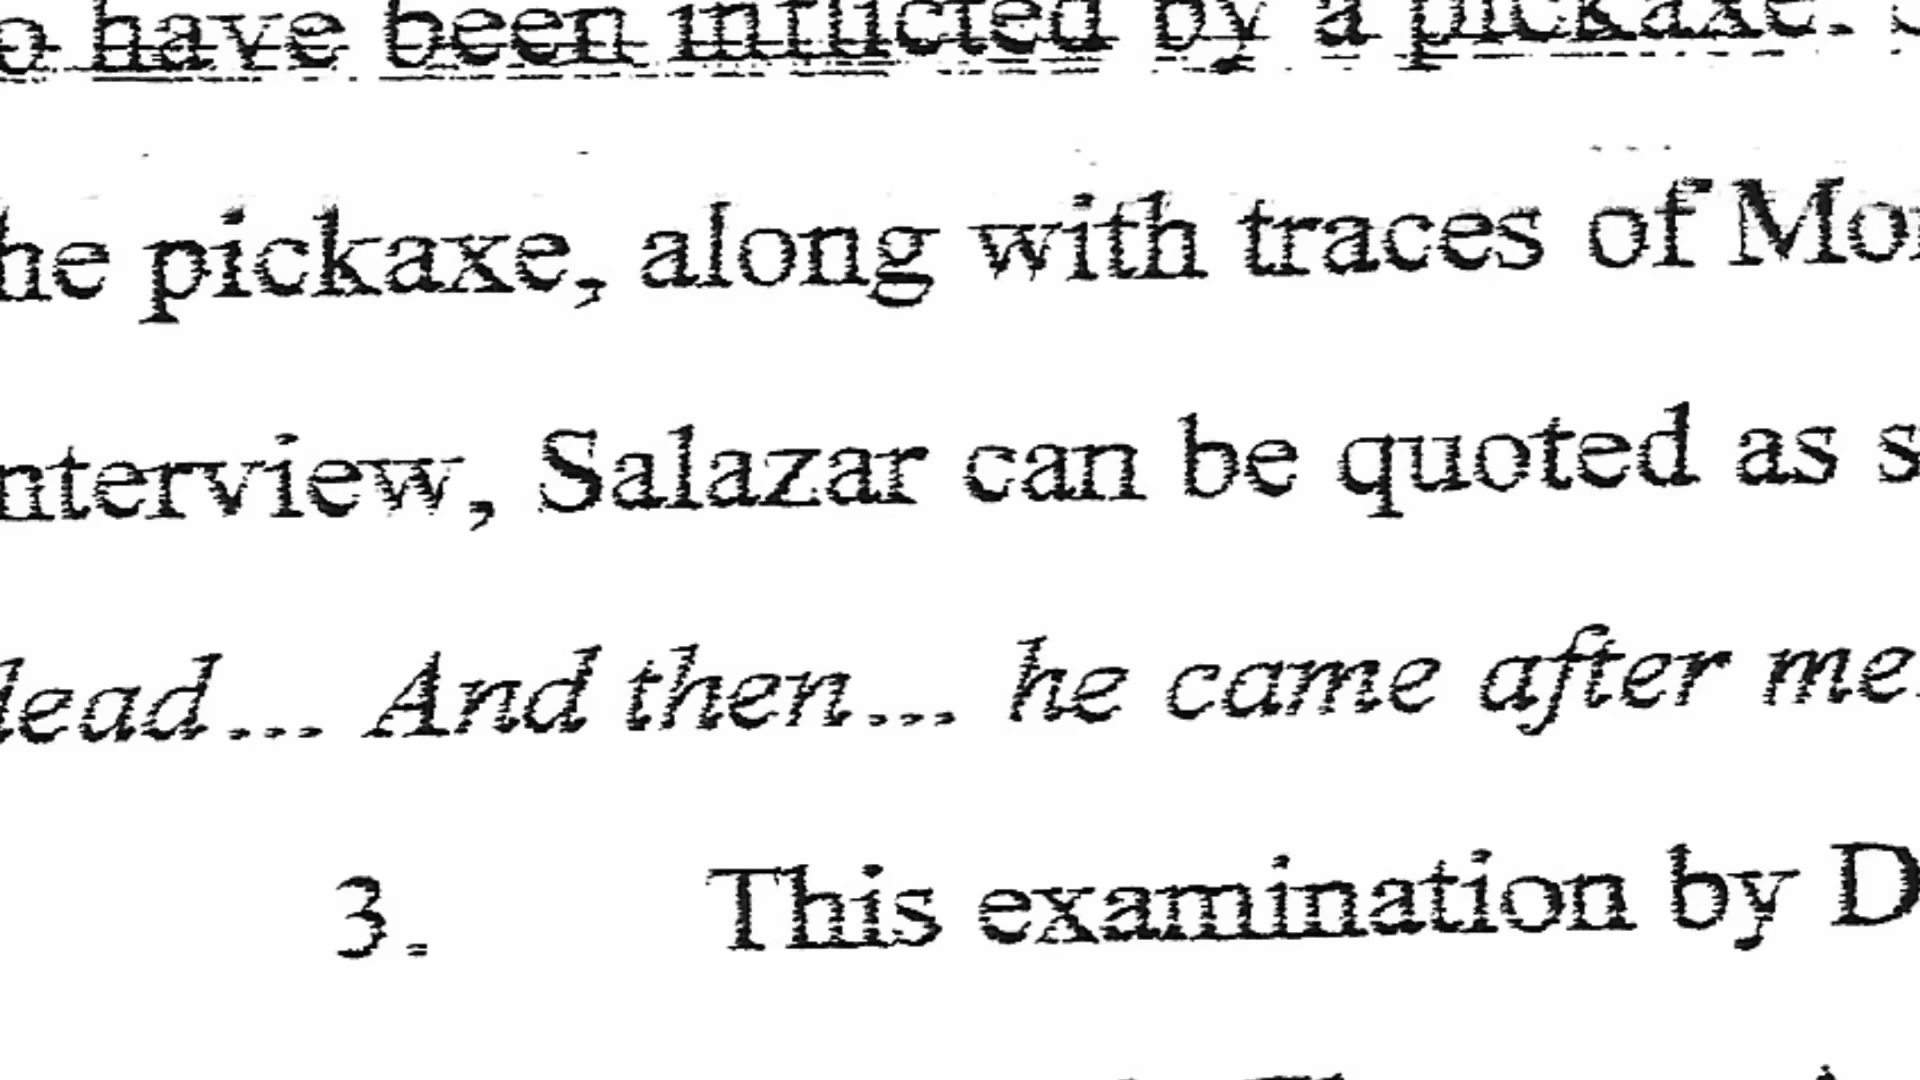 o have been inflicted by a pickaxe.
he pickaxe, along with traces of Mor
nterview, Salazar can be quoted as s
lead... And then... he came after me.
3. This examination by D